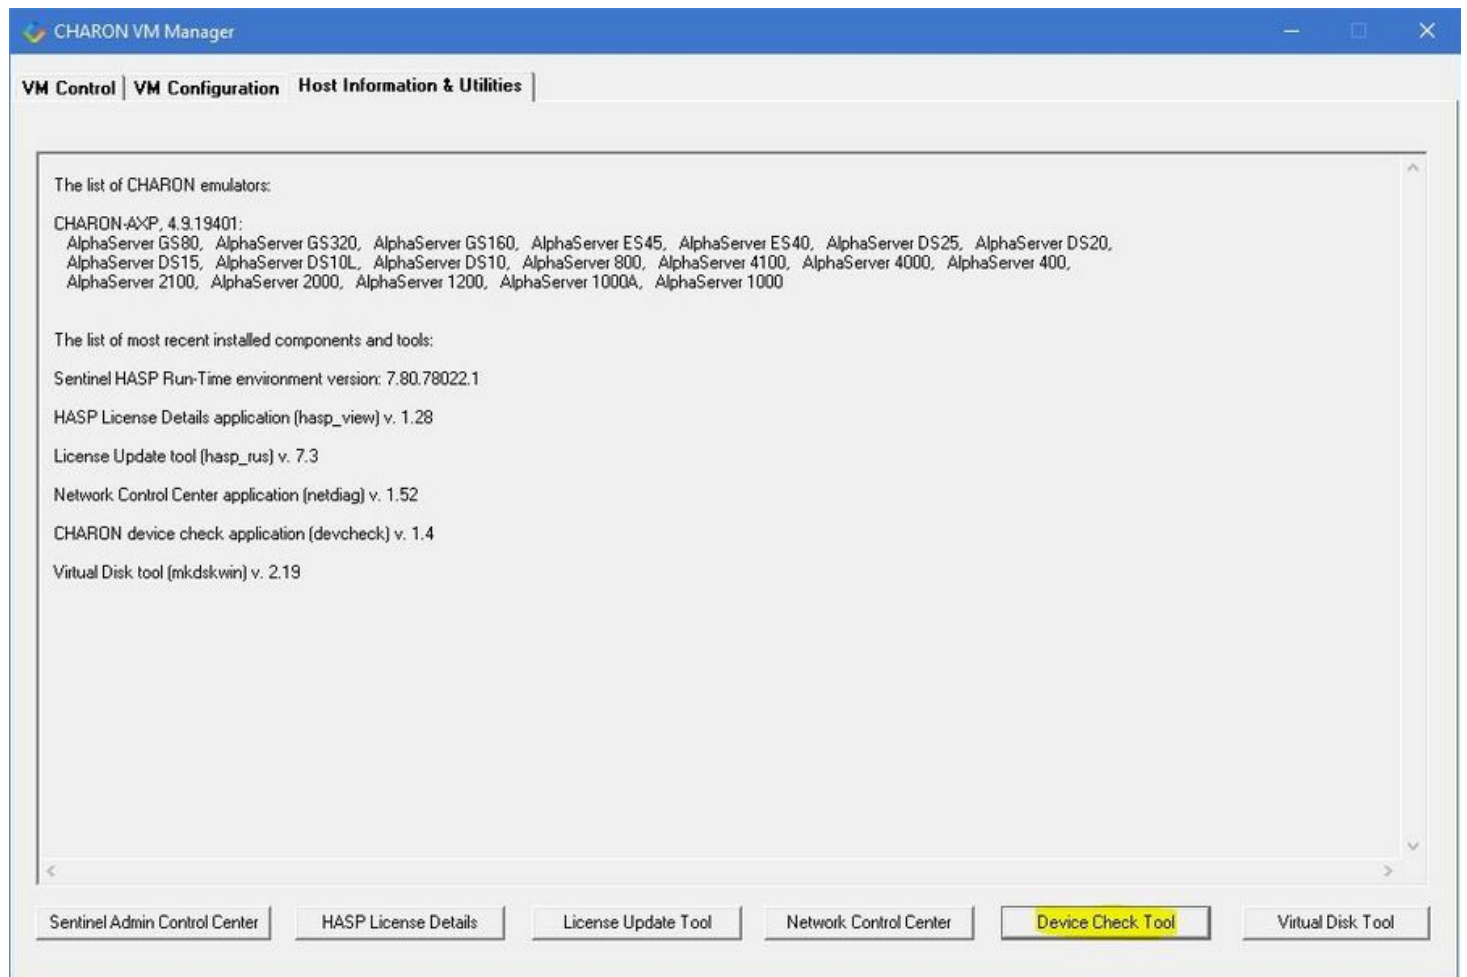 CHARON VM Manager
VM Control VM Configuration Host Information & Utilities
The list of CHARON emulators:
CHARON-AXP, 4.9.19401:
AlphaServer GS80, AlphaServer GS320, AlphaServer GS160, AlphaServer ES45, AlphaServer ES40, AlphaServer DS25, AlphaServer DS20,
AlphaServer DS15, AlphaServer DS10L, AlphaServer DS10, AlphaServer 800, AlphaServer 4100, AlphaServer 4000, AlphaServer 400,
AlphaServer 2100, AlphaServer 2000, AlphaServer 1200, AlphaServer 1000A, AlphaServer 1000
The list of most recent installed components and tools:
Sentinel HASP Run-Time environment version: 7.80.78022.1
HASP License Details application (hasp_view) v. 1.28
License Update tool (hasp_rus) v. 7.3
Network Control Center application (netdiag) v. 1.52
CHARON device check application (devcheck) v. 1.4
Virtual Disk tool (mkdskwin) v. 2.19
Sentinel Admin Control Center HASP License Details License Update Tool Network Control Center Device Check Tool Virtual Disk Tool